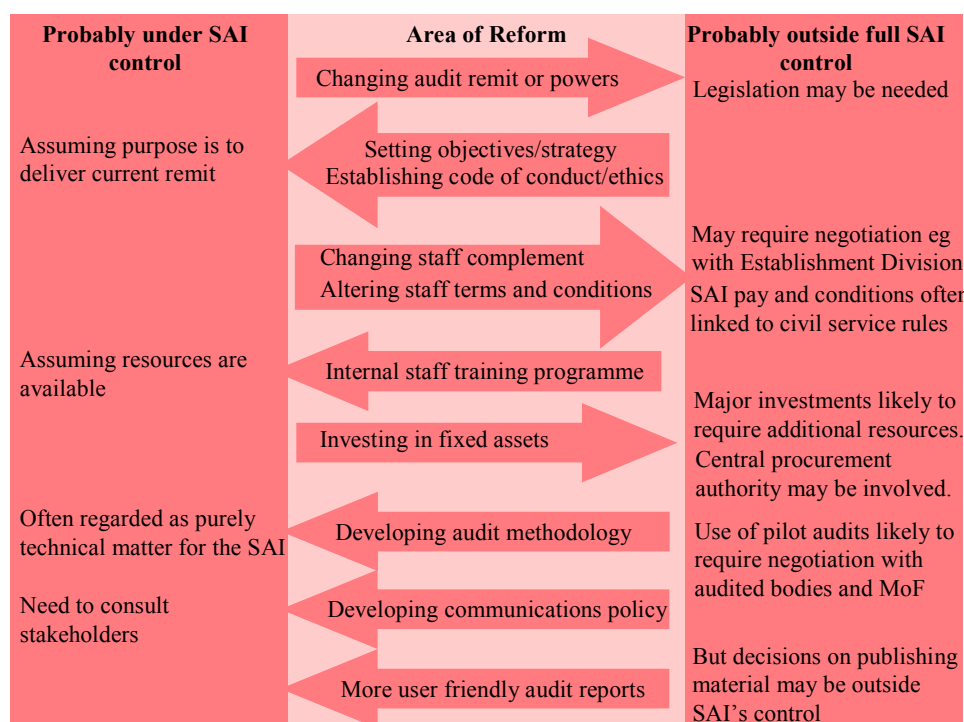 Probably under SAI
control
Area of Reform
Probably outside full SAI
control
Changing audit remit or powers
Legislation may be needed
Assuming purpose is to
deliver current remit
Setting objectives/strategy
Establishing code of conduct/ethics
Changing staff complement
Altering staff terms and conditions
May require negotiation eg
with Establishment Division
SAI pay and conditions often
linked to civil service rules
Assuming resources are
available
Internal staff training programme
Investing in fixed assets
Major investments likely to
require additional resources.
Central procurement
authority may be involved.
Often regarded as purely
technical matter for the SAI
Developing audit methodology
Use of pilot audits likely to
require negotiation with
audited bodies and MoF
Need to consult
stakeholders
Developing communications policy
More user friendly audit reports
But decisions on publishing
material may be outside
SAI's control